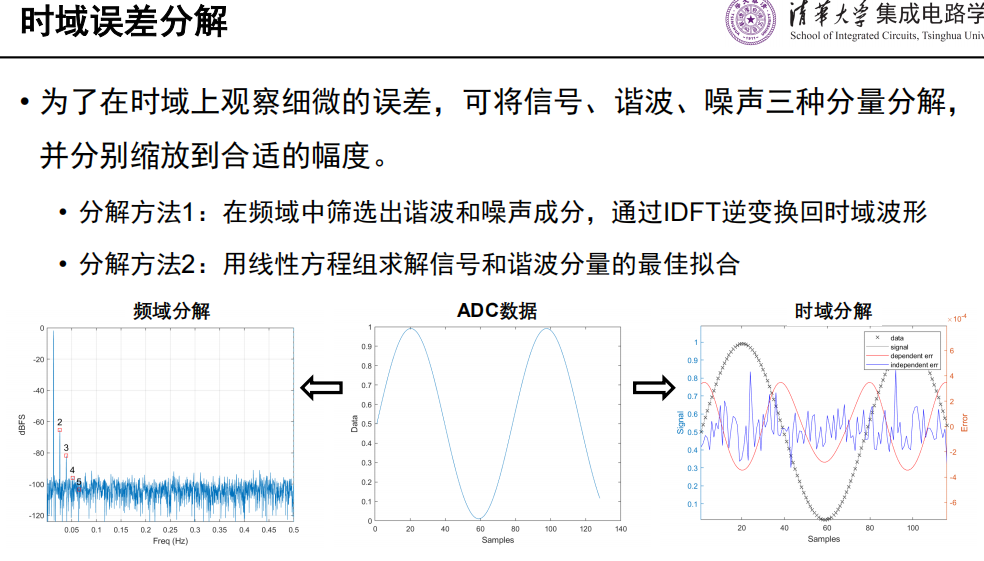 时域误差分解
清华大学 集成电路学
School of Integrated Circuits, Tsinghua Univ
• 为了在时域上观察细微的误差，可将信号、谐波、噪声三种分量分解，
并分别缩放到合适的幅度。
• 分解方法1：在频域中筛选出谐波和噪声成分，通过IDFT逆变换回时域波形
• 分解方法2：用线性方程组求解信号和谐波分量的最佳拟合
频域分解
0
-20
-40
-60
-80
-100
-120
dBFS
2
3
4
5
0.05 0.1 0.15 0.2 0.25 0.3 0.35 0.4 0.45 0.5
Freq (Hz)
ADC数据
1
0.9
0.8
0.7
0.6
0.5
0.4
0.3
0.2
0.1
0
Data
0 20 40 60 80 100 120 140
Samples
时域分解
×10⁻⁴
1
0.9
0.8
0.7
0.6
0.5
0.4
0.3
0.2
0.1
Signal
data
signal
dependent err
independent err
6
4
2
0
-2
-4
-6
Error
20 40 60 80 100
Samples